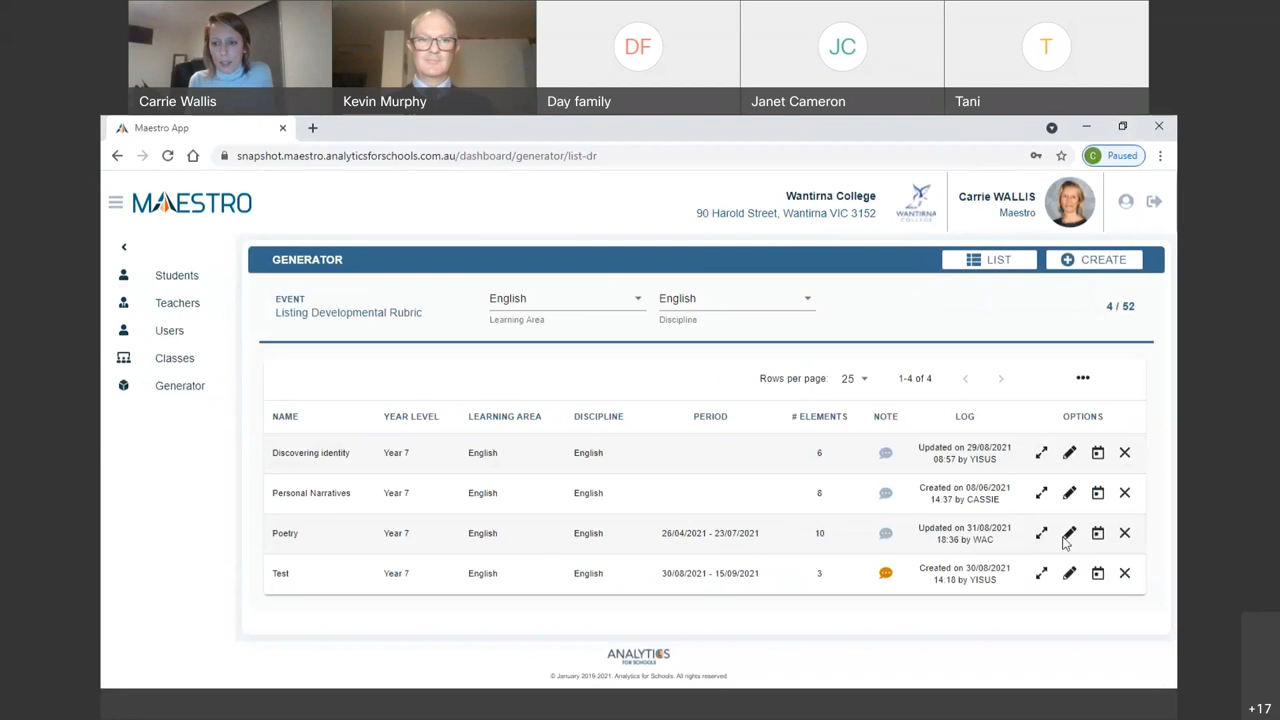 DF
JC
T
Carrie Wallis
Kevin Murphy
Day family
Janet Cameron
Tani
Maestro App
snapshot.maestro.analyticsforschools.com.au/dashboard/generator/list-dr
C Paused
MAESTRO
Wantirna College
90 Harold Street, Wantirna VIC 3152
WANTIRNA
COLLEGE
Carrie WALLIS
Maestro
Students
Teachers
Users
Classes
Generator
GENERATOR
LIST
CREATE
EVENT
Listing Developmental Rubric
English
Learning Area
English
Discipline
4 / 52
Rows per page: 25 1-4 of 4
NAME YEAR LEVEL LEARNING AREA DISCIPLINE PERIOD # ELEMENTS NOTE LOG OPTIONS
Discovering identity Year 7 English English 6 Updated on 29/08/2021
08:57 by YISUS
Personal Narratives Year 7 English English 8 Created on 08/06/2021
14:37 by CASSIE
Poetry Year 7 English English 26/04/2021 - 23/07/2021 10 Updated on 31/08/2021
18:36 by WAC
Test Year 7 English English 30/08/2021 - 15/09/2021 3 Created on 30/08/2021
14:18 by YISUS
ANALYTICS
FOR SCHOOLS
© January 2019-2021. Analytics for Schools. All rights reserved
+17